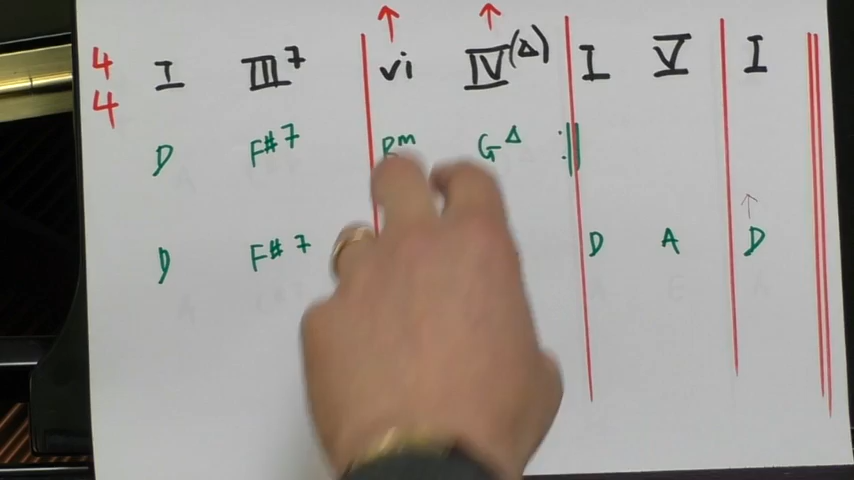 4 4 I III7 vi IV(Δ) I V I
D F#7 Bm GΔ :||
D F#7 D A D